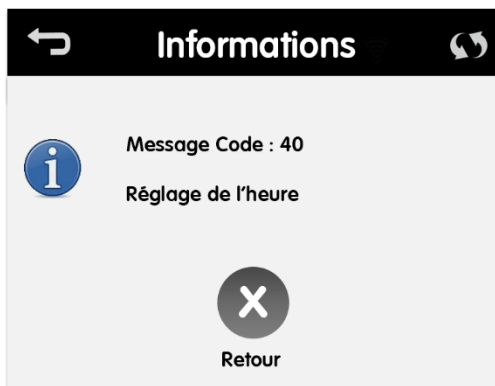 Informations
Message Code : 40
Réglage de l'heure
Retour